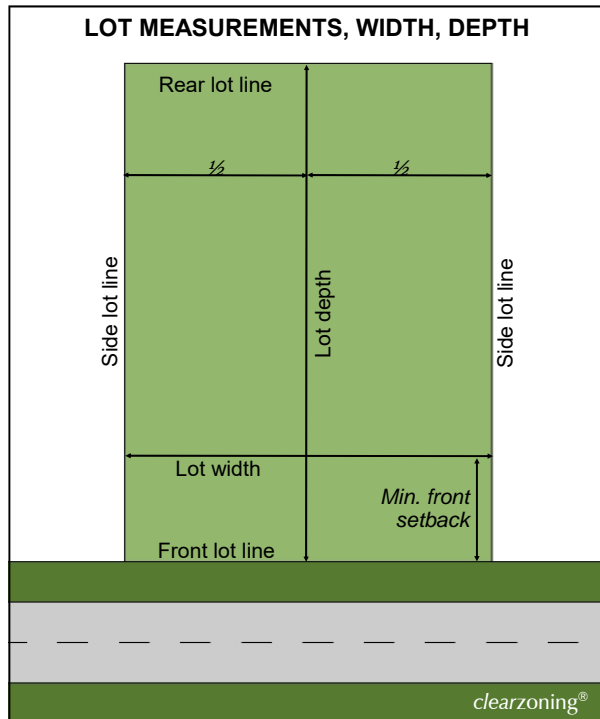 LOT MEASUREMENTS, WIDTH, DEPTH
Rear lot line
½ ½
Side lot line
Lot depth
Side lot line
Lot width
Min. front
setback
Front lot line
clearzoning®